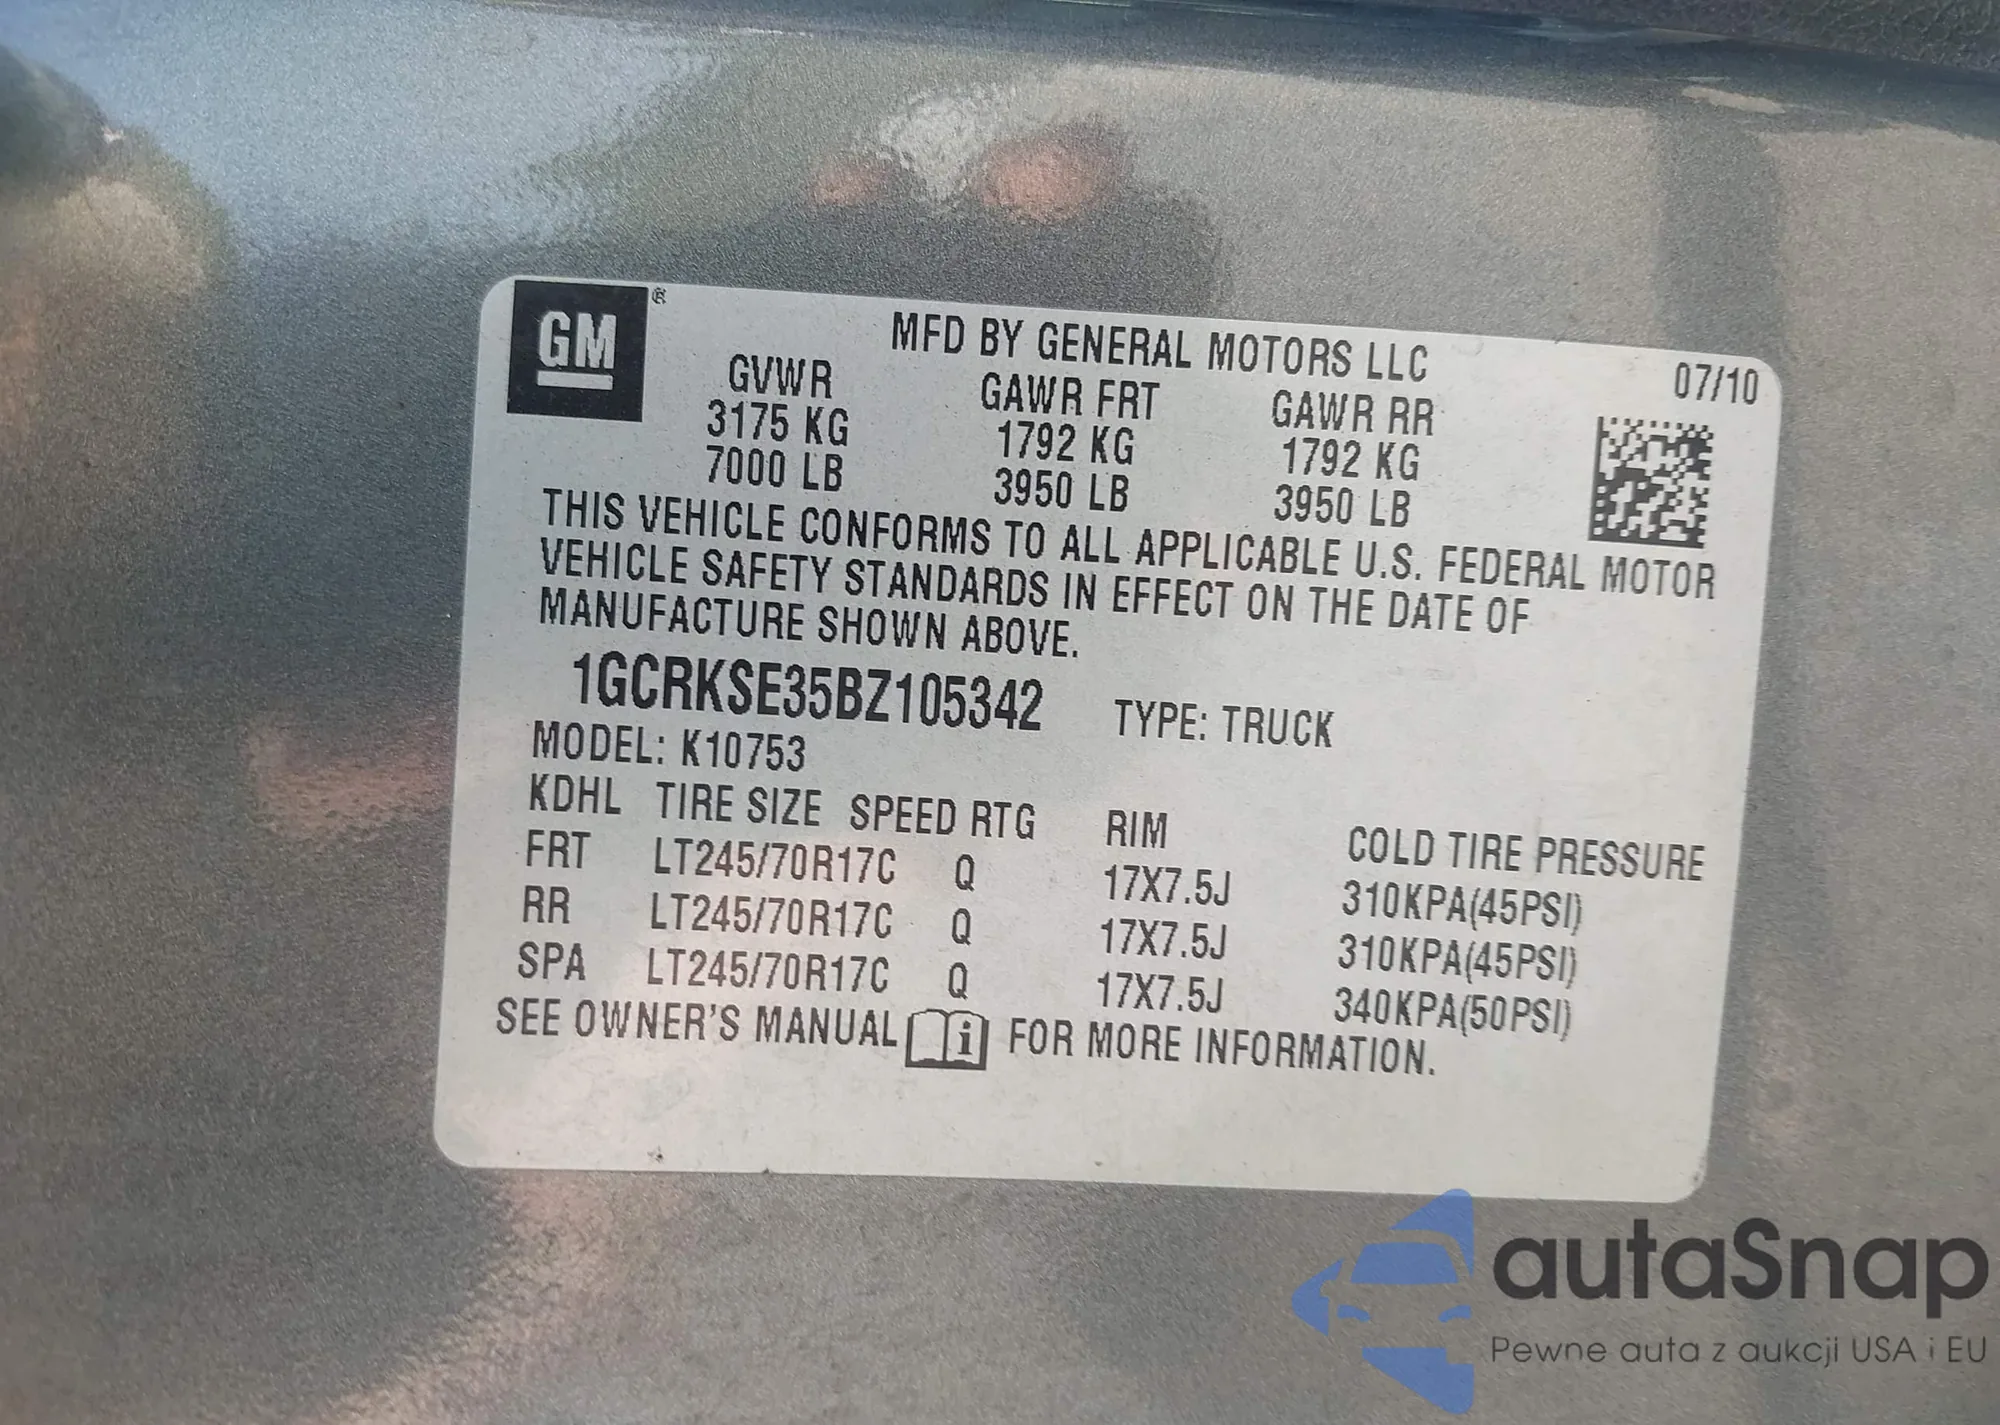 GM®
MFD BY GENERAL MOTORS LLC 07/10
GVWR GAWR FRT GAWR RR
3175 KG 1792 KG 1792 KG
7000 LB 3950 LB 3950 LB
THIS VEHICLE CONFORMS TO ALL APPLICABLE U.S. FEDERAL MOTOR
VEHICLE SAFETY STANDARDS IN EFFECT ON THE DATE OF
MANUFACTURE SHOWN ABOVE.
1GCRKSE35BZ105342 TYPE: TRUCK
MODEL: K10753
KDHL TIRE SIZE SPEED RTG RIM COLD TIRE PRESSURE
FRT LT245/70R17C Q 17X7.5J 310KPA(45PSI)
RR LT245/70R17C Q 17X7.5J 310KPA(45PSI)
SPA LT245/70R17C Q 17X7.5J 340KPA(50PSI)
SEE OWNER'S MANUAL i FOR MORE INFORMATION.
autaSnap
Pewne auta z aukcji USA i EU